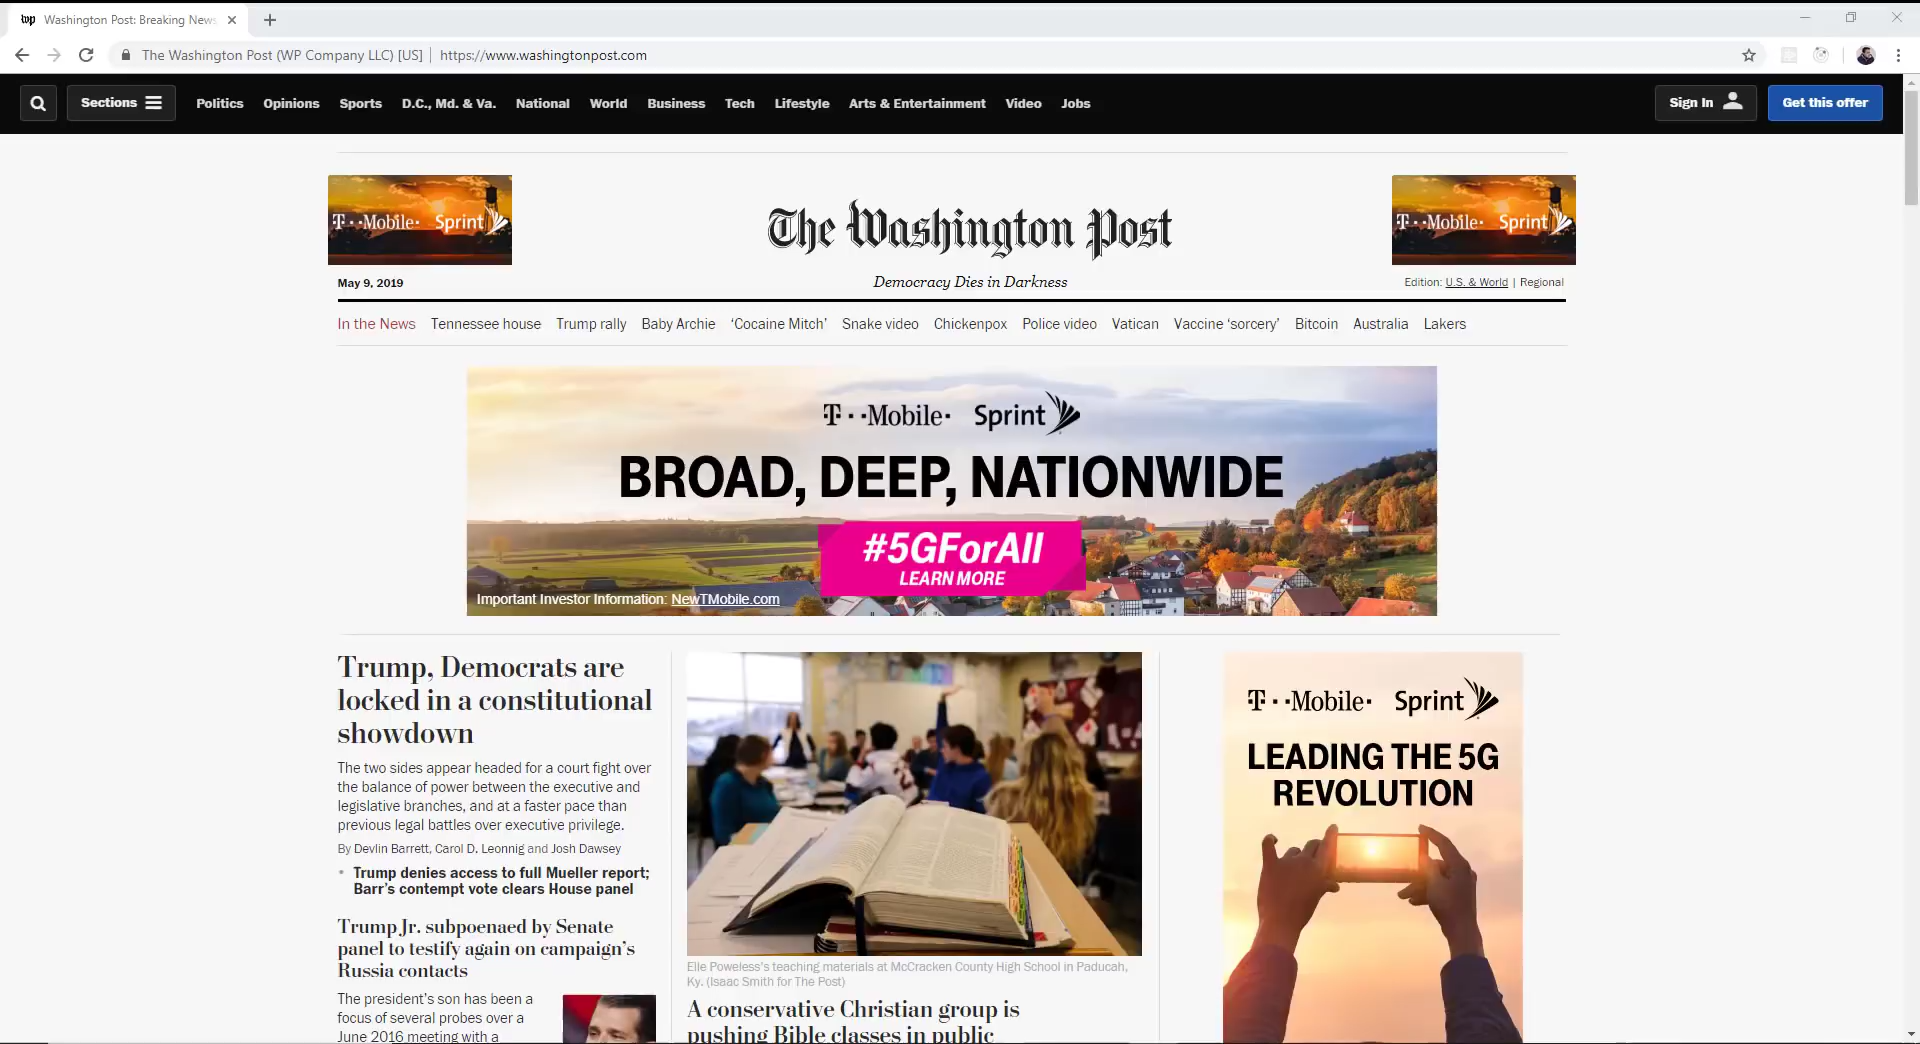 Washington Post: Breaking News
The Washington Post (WP Company LLC) [US] | https://www.washingtonpost.com
Sections
Politics
Opinions
Sports
D.C., Md. & Va.
National
World
Business
Tech
Lifestyle
Arts & Entertainment
Video
Jobs
Sign In
Get this offer
T··Mobile· Sprint
The Washington Post
T··Mobile· Sprint
May 9, 2019
Democracy Dies in Darkness
Edition: U.S. & World | Regional
In the News
Tennessee house
Trump rally
Baby Archie
‘Cocaine Mitch’
Snake video
Chickenpox
Police video
Vatican
Vaccine ‘sorcery’
Bitcoin
Australia
Lakers
T··Mobile· Sprint
BROAD, DEEP, NATIONWIDE
#5GForAll
LEARN MORE
Important Investor Information: NewTMobile.com
Trump, Democrats are
locked in a constitutional
showdown
The two sides appear headed for a court fight over
the balance of power between the executive and
legislative branches, and at a faster pace than
previous legal battles over executive privilege.
By Devlin Barrett, Carol D. Leonnig and Josh Dawsey
Trump denies access to full Mueller report;
Barr’s contempt vote clears House panel
Trump Jr. subpoenaed by Senate
panel to testify again on campaign’s
Russia contacts
The president’s son has been a
focus of several probes over a
June 2016 meeting with a
Elle Poweless’s teaching materials at McCracken County High School in Paducah,
Ky. (Isaac Smith for The Post)
A conservative Christian group is
pushing Bible classes in public
T··Mobile· Sprint
LEADING THE 5G
REVOLUTION